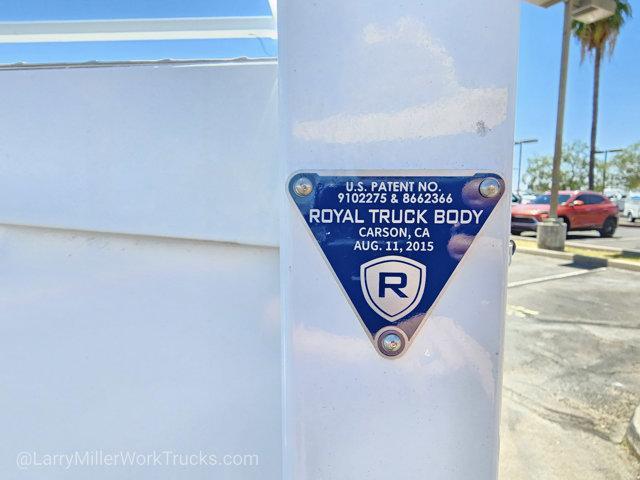 U.S. PATENT NO.
9102275 & 8662366
ROYAL TRUCK BODY
CARSON, CA
AUG. 11, 2015
R
@LarryMillerWorkTrucks.com